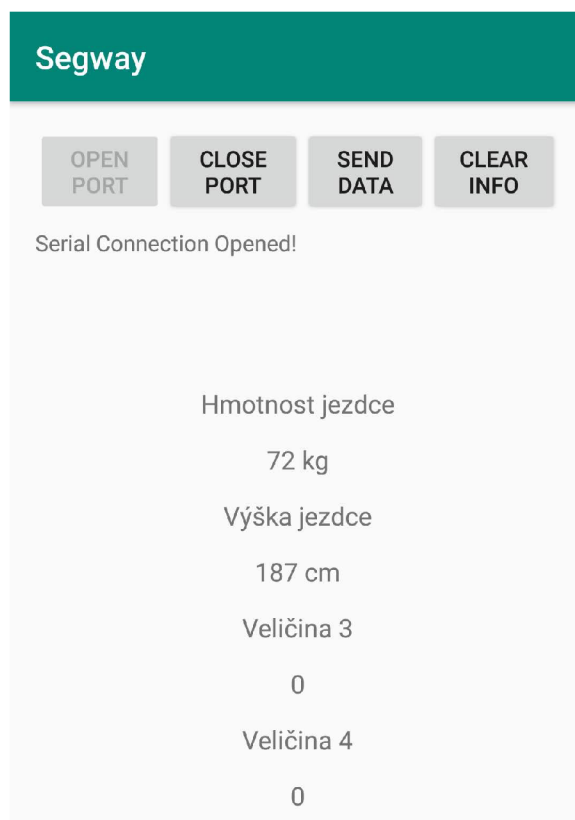 Segway
OPEN PORT
CLOSE PORT
SEND DATA
CLEAR INFO
Serial Connection Opened!
Hmotnost jezdce
72 kg
Výška jezdce
187 cm
Veličina 3
0
Veličina 4
0